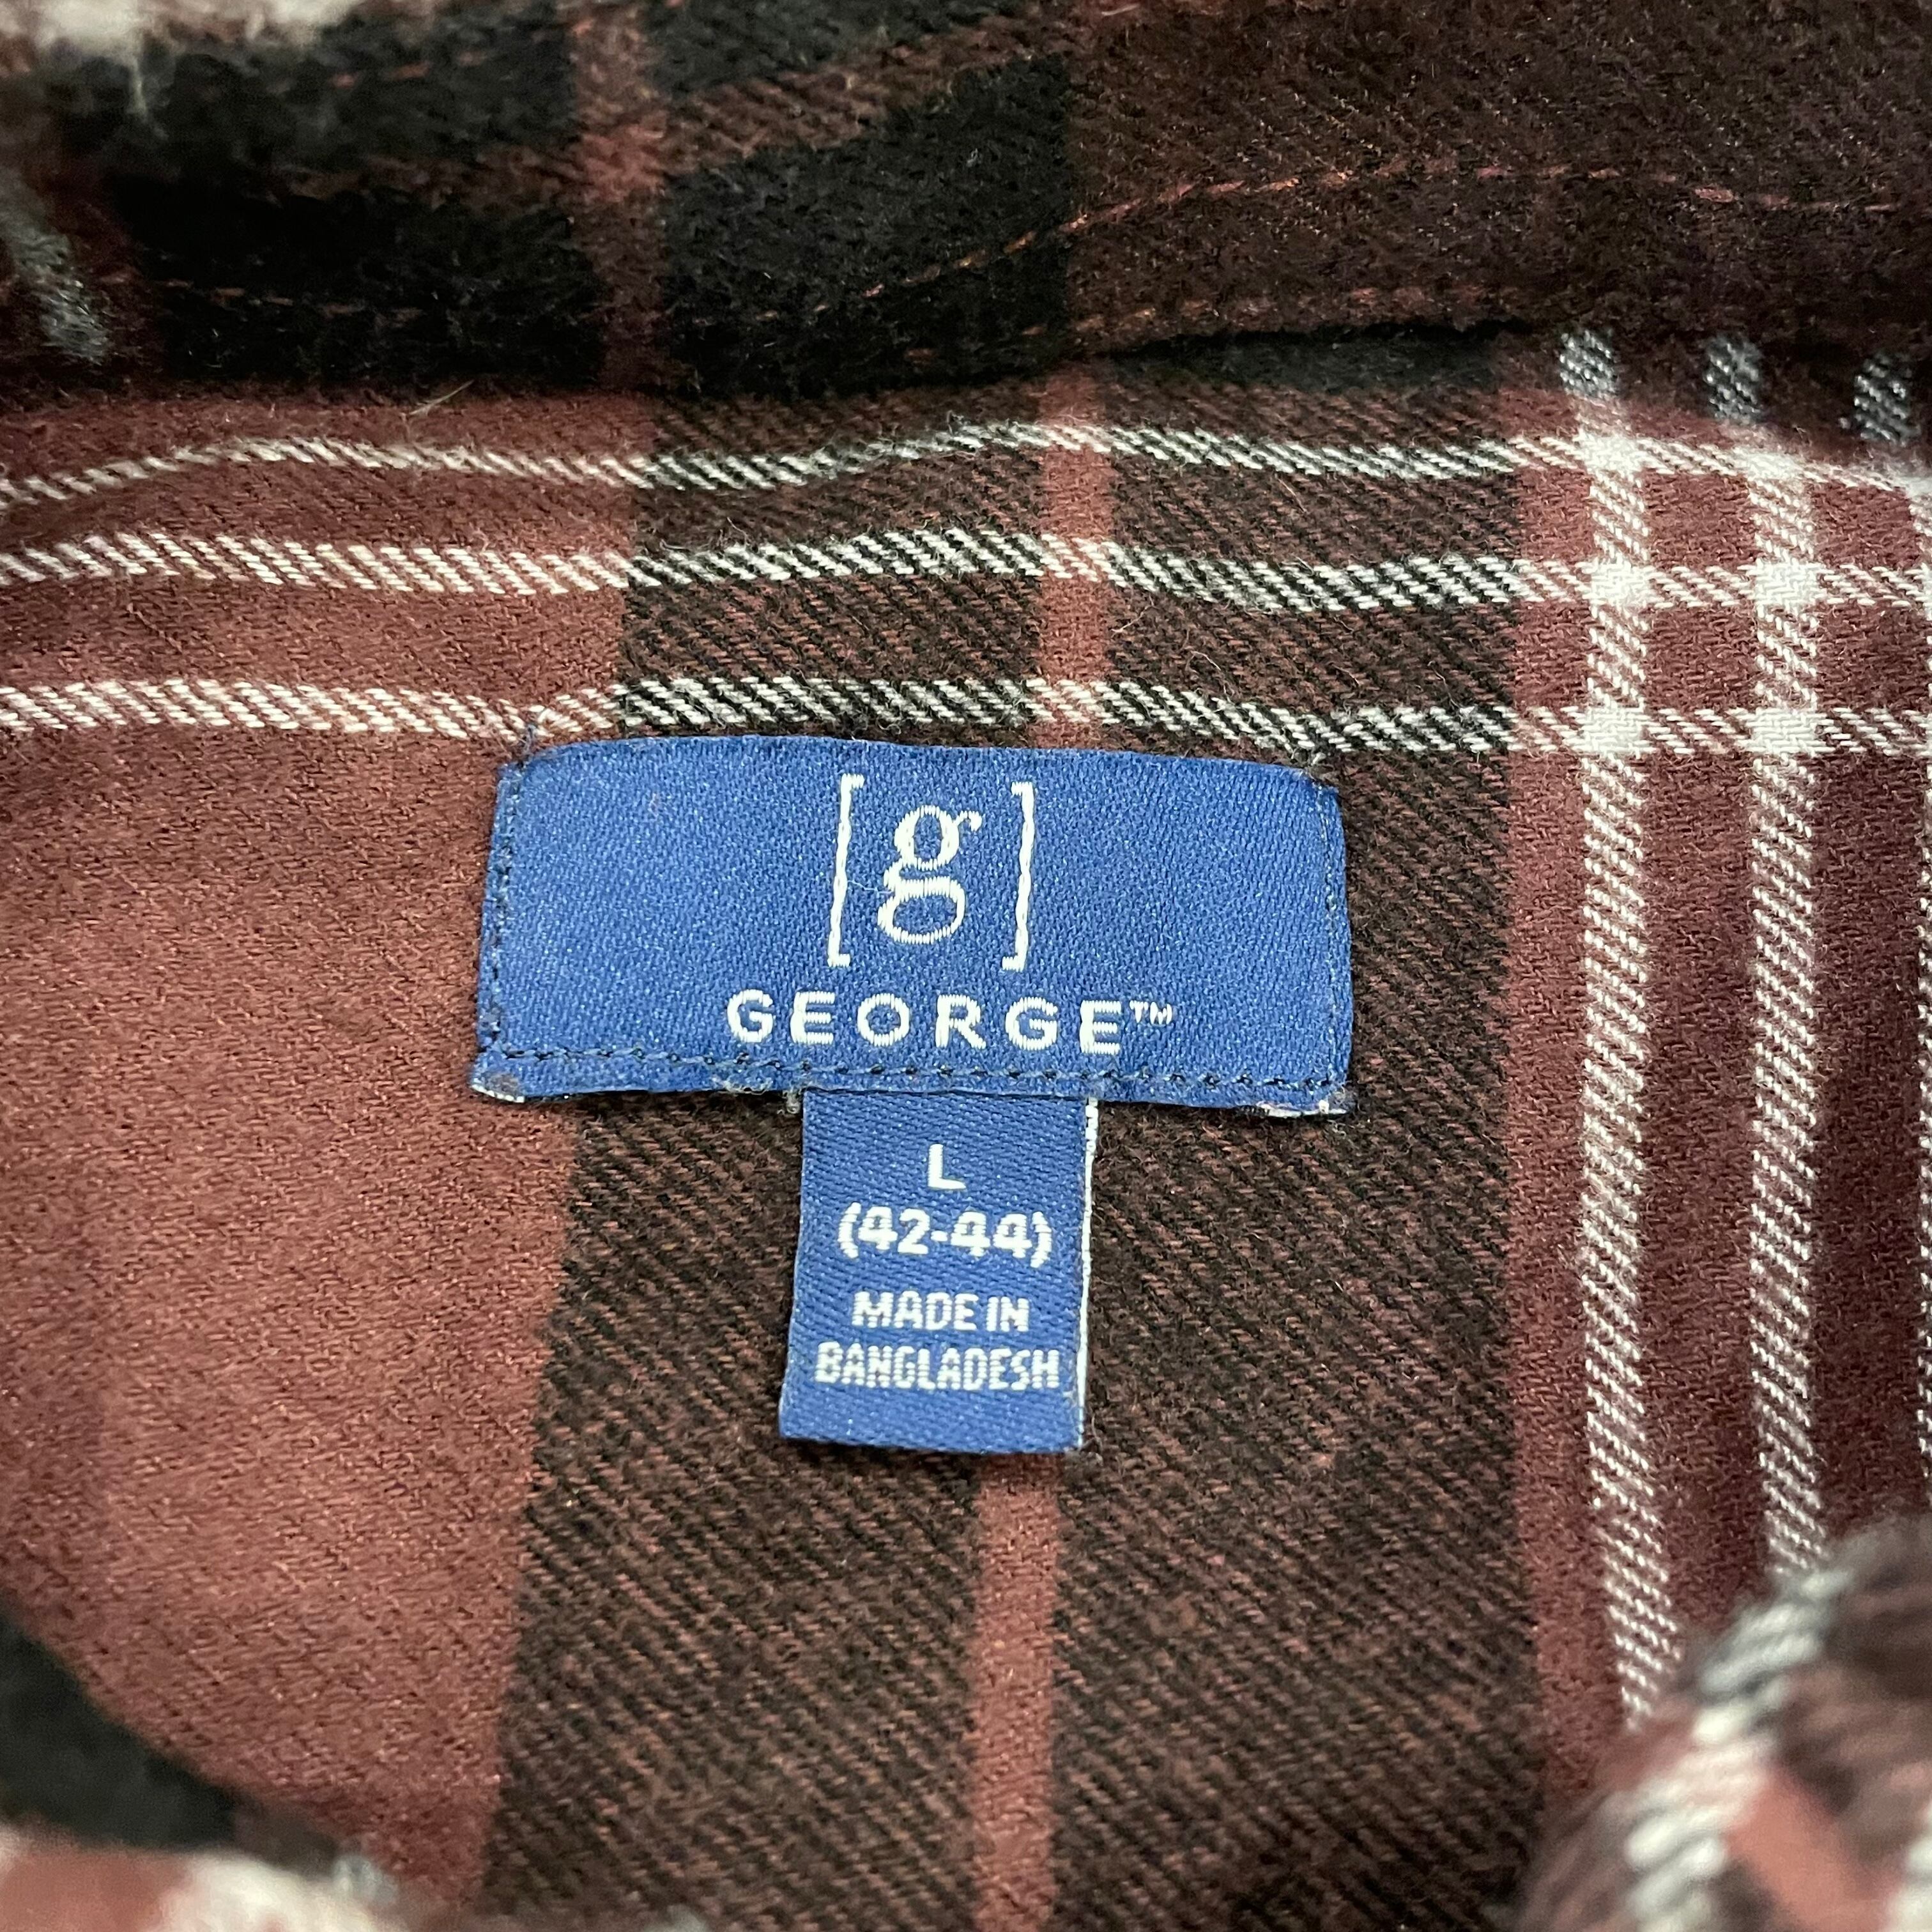 [g]
GEORGE™
L
(42-44)
MADE IN
BANGLADESH